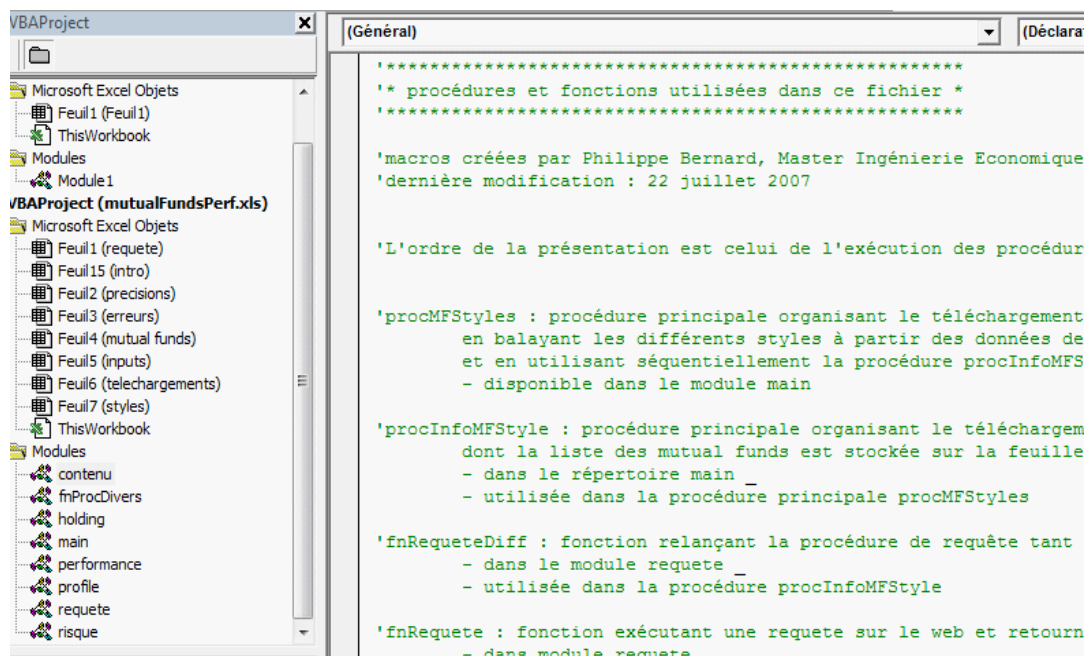 VBAProject
Microsoft Excel Objets
Feuil1 (Feuil1)
ThisWorkbook
Modules
Module1
VBAProject (mutualFundsPerf.xls)
Microsoft Excel Objets
Feuil1 (requete)
Feuil15 (intro)
Feuil2 (precisions)
Feuil3 (erreurs)
Feuil4 (mutual funds)
Feuil5 (inputs)
Feuil6 (telechargements)
Feuil7 (styles)
ThisWorkbook
Modules
contenu
fnProcDivers
holding
main
performance
profile
requete
risque
(Général)
(Déclara
'*****************************************************
'* procédures et fonctions utilisées dans ce fichier *
'*****************************************************
'macros créées par Philippe Bernard, Master Ingénierie Economique
'dernière modification : 22 juillet 2007
'L'ordre de la présentation est celui de l'exécution des procédur
'procMFStyles : procédure principale organisant le téléchargement
en balayant les différents styles à partir des données de
et en utilisant séquentiellement la procédure procInfoMFS
- disponible dans le module main
'procInfoMFStyle : procédure principale organisant le téléchargem
dont la liste des mutual funds est stockée sur la feuille
- dans le répertoire main _
- utilisée dans la procédure principale procMFStyles
'fnRequeteDiff : fonction relançant la procédure de requête tant
- dans le module requete _
- utilisée dans la procédure procInfoMFStyle
'fnRequete : fonction exécutant une requete sur le web et retourn
- dans module requete